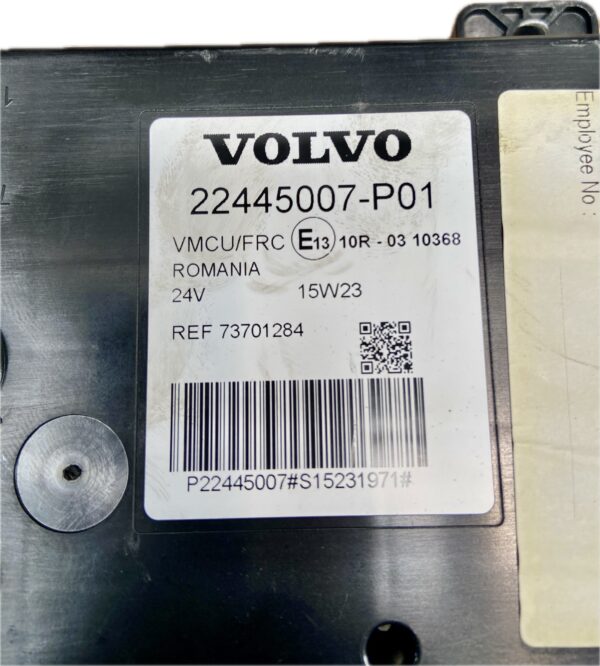 VOLVO
22445007-P01
VMCU/FRC E13 10R - 03 10368
ROMANIA
24V 15W23
REF 73701284
P22445007#S15231971#
Employee No :